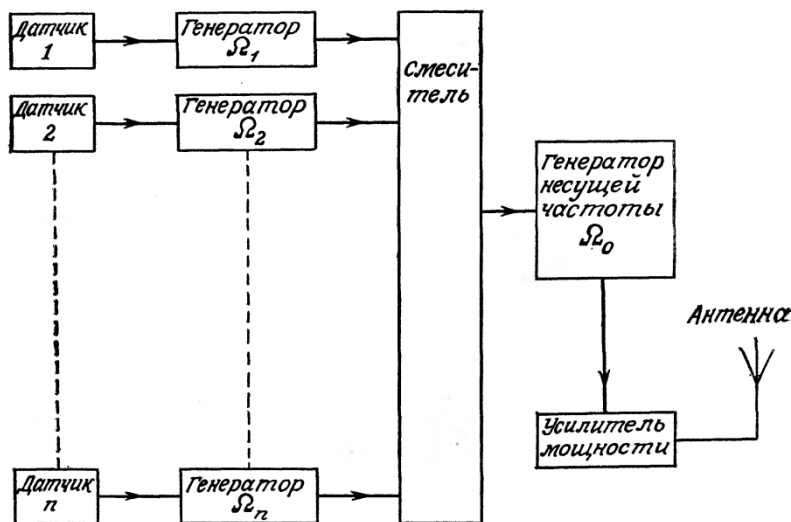 Датчик
1
Генератор
Ω₁
Смеси-
тель
Датчик
2
Генератор
Ω₂
Генератор
несущей
частоты
Ω₀
Антенна
Усилитель
мощности
Датчик
n
Генератор
Ωₙ